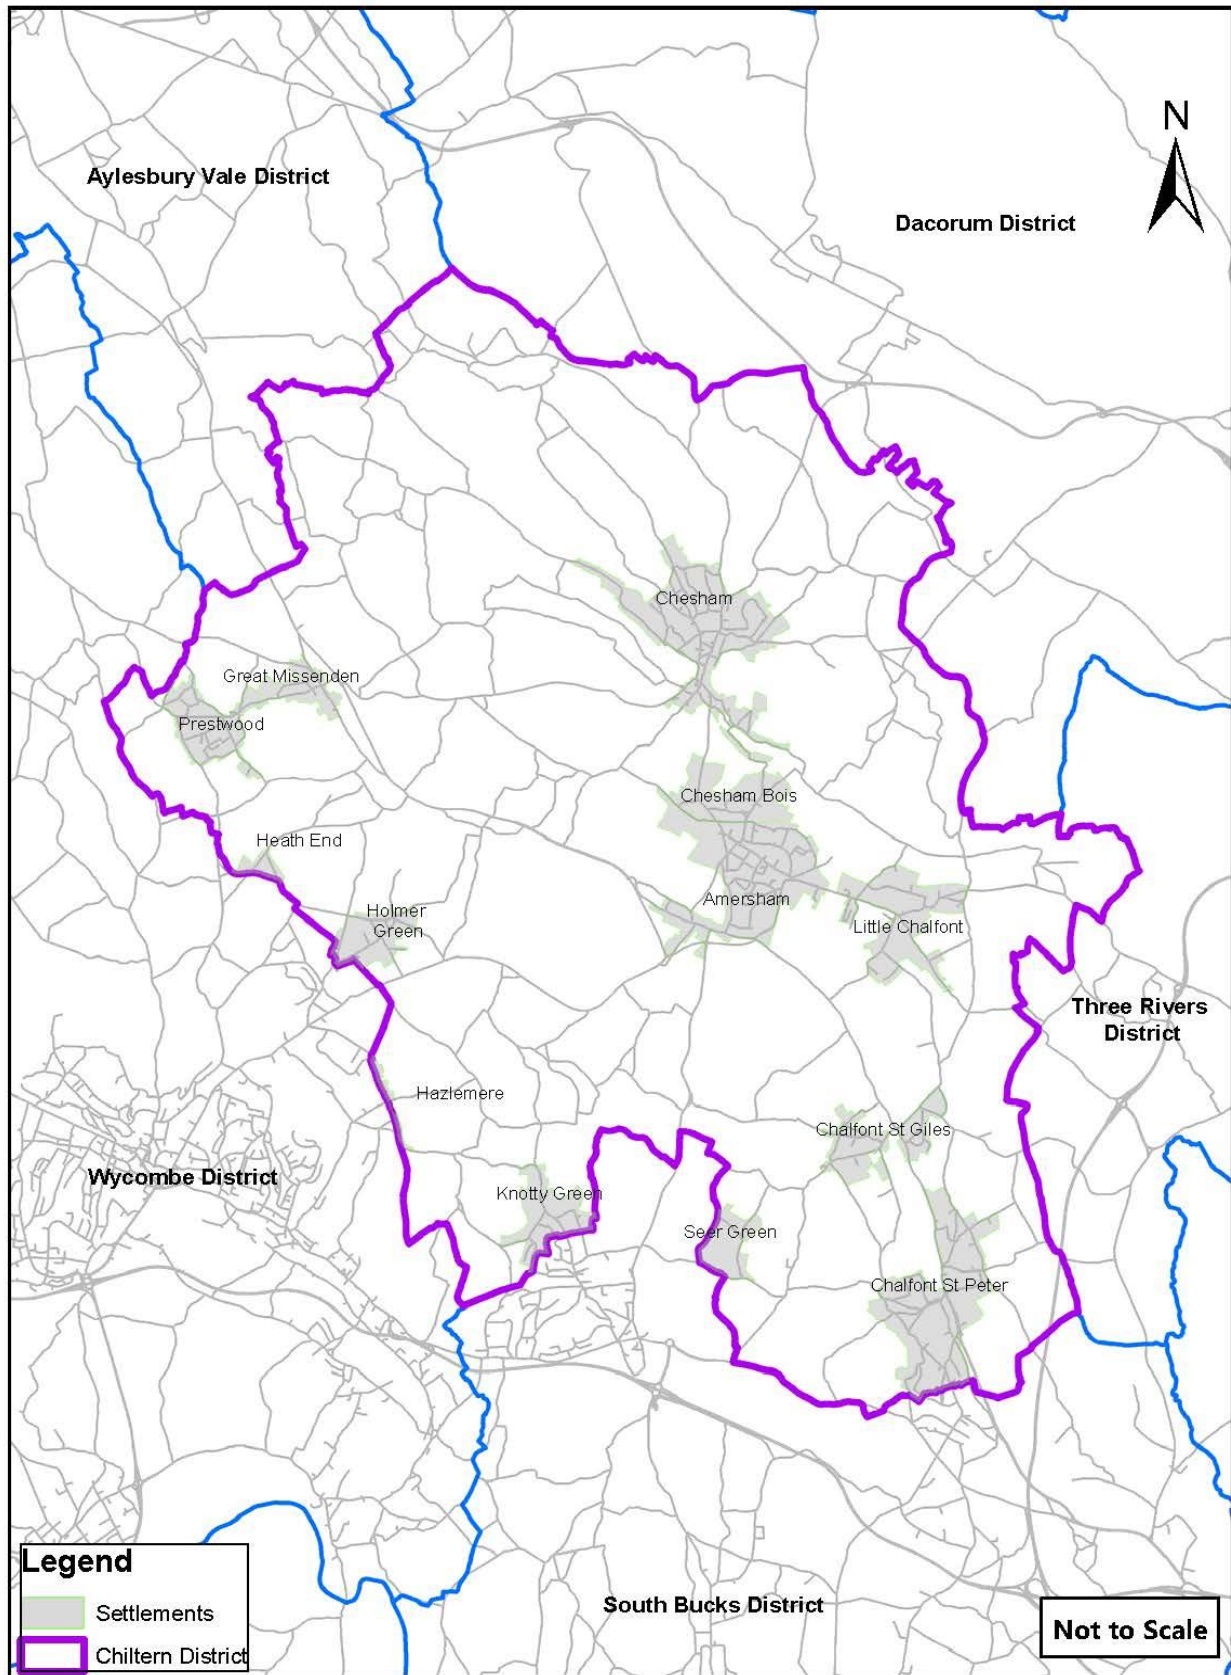 N
Aylesbury Vale District
Dacorum District
Chesham
Great Missenden
Prestwood
Chesham Bois
Heath End
Amersham
Holmer
Green
Little Chalfont
Three Rivers
District
Hazlemere
Chalfont St Giles
Wycombe District
Knotty Green
Seer Green
Chalfont St Peter
Legend
Settlements
Chiltern District
South Bucks District
Not to Scale